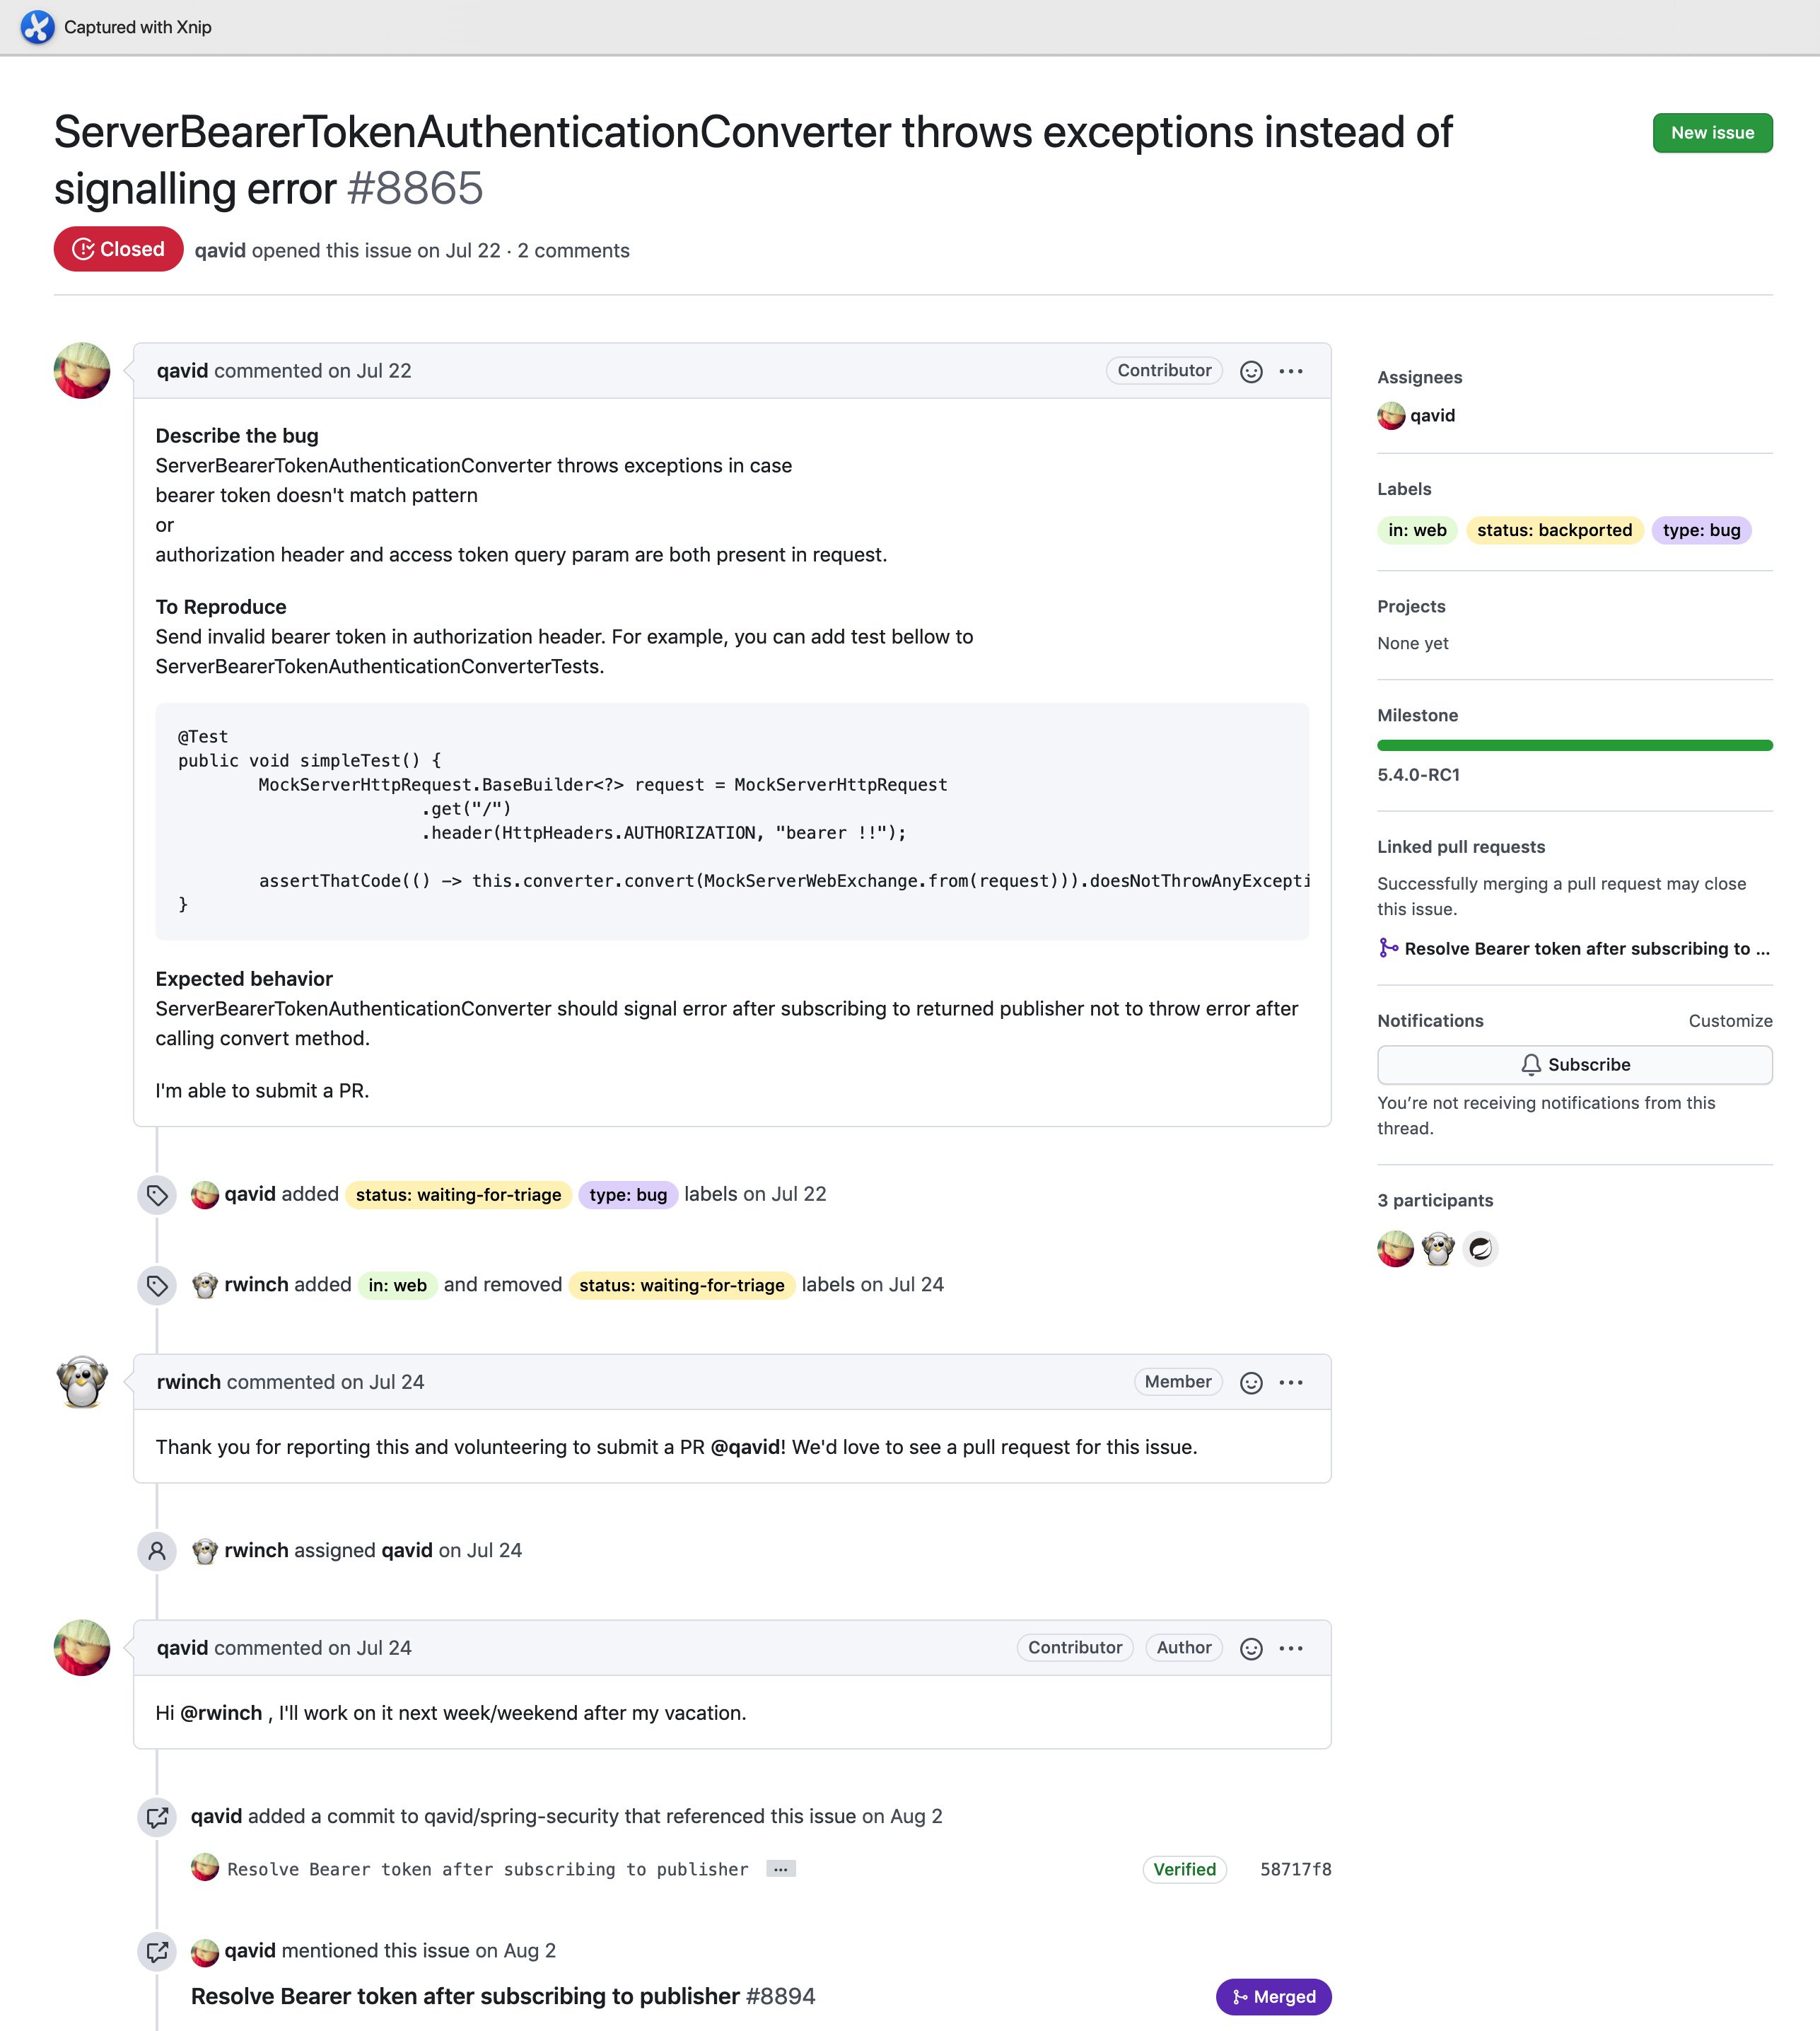 Captured with Xnip
ServerBearerTokenAuthenticationConverter throws exceptions instead of
signalling error #8865
New issue
Closed
qavid opened this issue on Jul 22 · 2 comments
qavid commented on Jul 22
Contributor
Describe the bug
ServerBearerTokenAuthenticationConverter throws exceptions in case
bearer token doesn't match pattern
or
authorization header and access token query param are both present in request.
To Reproduce
Send invalid bearer token in authorization header. For example, you can add test bellow to
ServerBearerTokenAuthenticationConverterTests.
@Test
public void simpleTest() {
MockServerHttpRequest.BaseBuilder<?> request = MockServerHttpRequest
.get("/")
.header(HttpHeaders.AUTHORIZATION, "bearer !!");
assertThatCode(() -> this.converter.convert(MockServerWebExchange.from(request))).doesNotThrowAnyExcepti
}
Expected behavior
ServerBearerTokenAuthenticationConverter should signal error after subscribing to returned publisher not to throw error after
calling convert method.
I'm able to submit a PR.
qavid added status: waiting-for-triage type: bug labels on Jul 22
rwinch added in: web and removed status: waiting-for-triage labels on Jul 24
rwinch commented on Jul 24
Member
Thank you for reporting this and volunteering to submit a PR @qavid! We'd love to see a pull request for this issue.
rwinch assigned qavid on Jul 24
qavid commented on Jul 24
Contributor
Author
Hi @rwinch , I'll work on it next week/weekend after my vacation.
qavid added a commit to qavid/spring-security that referenced this issue on Aug 2
Resolve Bearer token after subscribing to publisher ...
Verified
58717f8
qavid mentioned this issue on Aug 2
Resolve Bearer token after subscribing to publisher #8894
Merged
Assignees
qavid
Labels
in: web status: backported type: bug
Projects
None yet
Milestone
5.4.0-RC1
Linked pull requests
Successfully merging a pull request may close
this issue.
Resolve Bearer token after subscribing to ...
Notifications
Customize
Subscribe
You’re not receiving notifications from this
thread.
3 participants